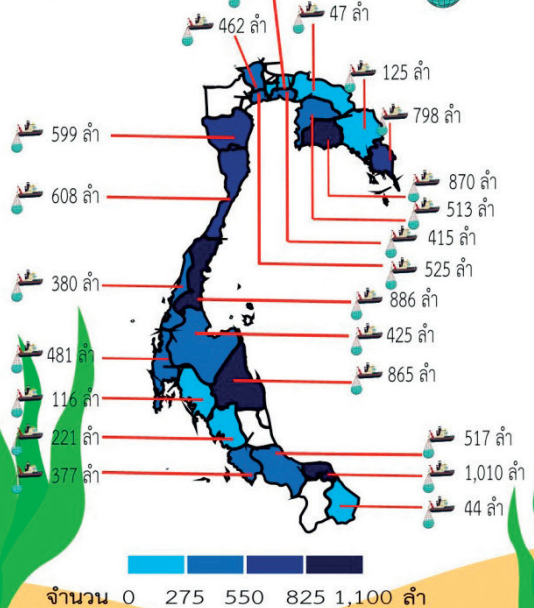 47 ลำ
462 ลำ
125 ลำ
798 ลำ
599 ลำ
870 ลำ
608 ลำ
513 ลำ
415 ลำ
525 ลำ
380 ลำ
886 ลำ
425 ลำ
481 ลำ
865 ลำ
116 ลำ
221 ลำ
517 ลำ
377 ลำ
1,010 ลำ
44 ลำ
จำนวน 0 275 550 825 1,100 ลำ